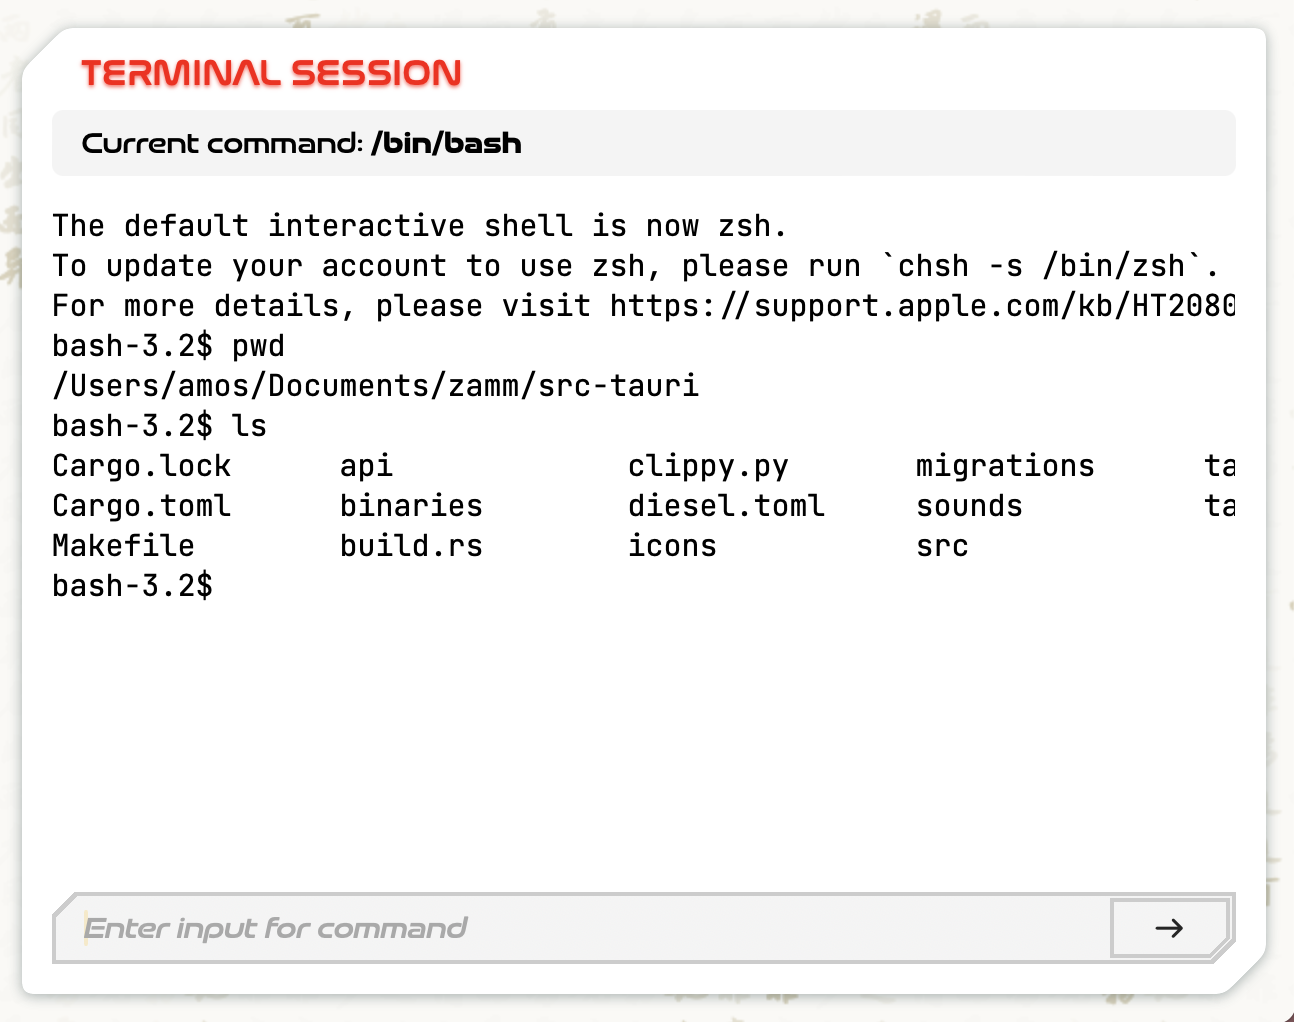 TERMINAL SESSION
Current command: /bin/bash
The default interactive shell is now zsh.
To update your account to use zsh, please run `chsh -s /bin/zsh`.
For more details, please visit https://support.apple.com/kb/HT2080
bash-3.2$ pwd
/Users/amos/Documents/zamm/src-tauri
bash-3.2$ ls
Cargo.lock      api             clippy.py       migrations      ta
Cargo.toml      binaries        diesel.toml     sounds          ta
Makefile        build.rs        icons           src
bash-3.2$
Enter input for command →